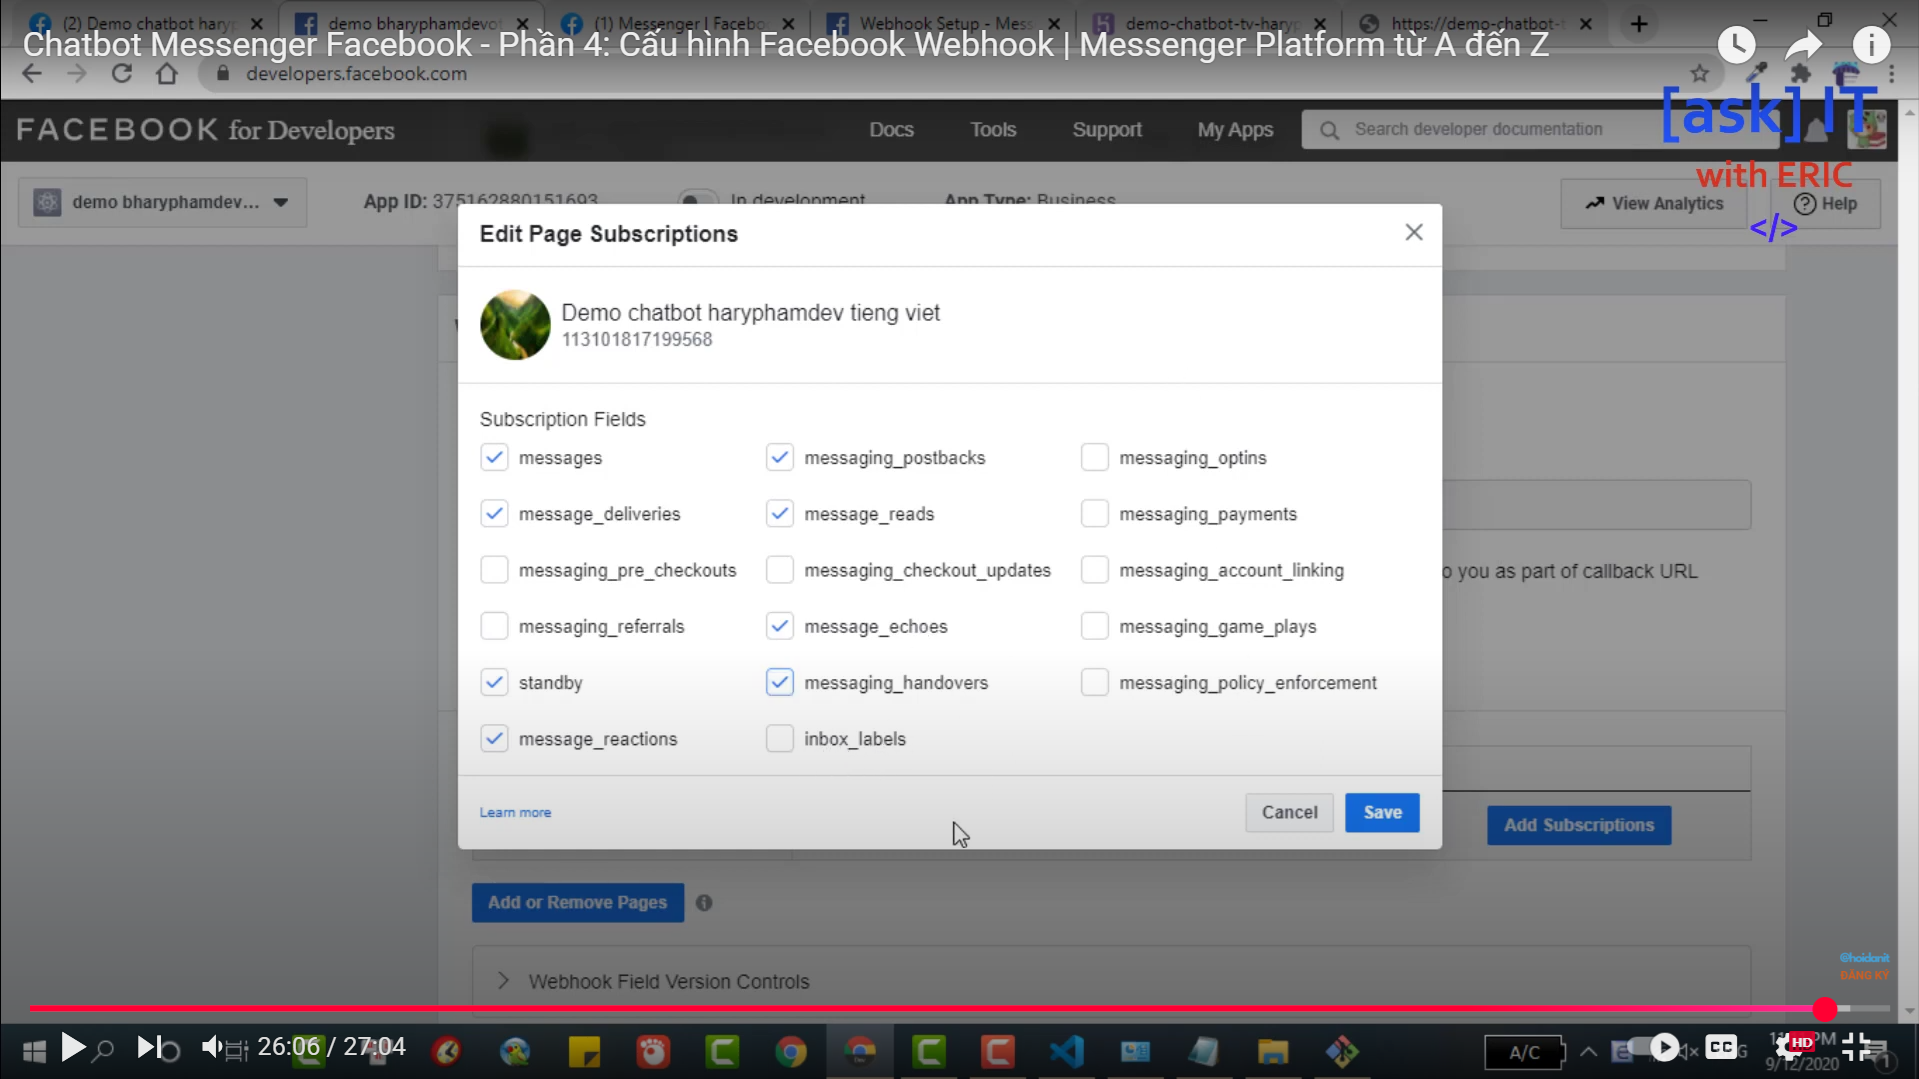 (2) Demo chatbot haryp
demo bharyphamdevot
(1) Messenger | Facebo
Webhook Setup - Mess
demo-chatbot-tv-haryp
https://demo-chatbot-t
Chatbot Messenger Facebook - Phần 4: Cấu hình Facebook Webhook | Messenger Platform từ A đến Z
developers.facebook.com
[ask] IT
with ERIC
</>
FACEBOOK for Developers
Docs
Tools
Support
My Apps
Search developer documentation
demo bharyphamdev...
App ID: 375162880151693
In development
App Type: Business
View Analytics
Help
Edit Page Subscriptions
Demo chatbot haryphamdev tieng viet
113101817199568
Subscription Fields
messages
messaging_postbacks
messaging_optins
message_deliveries
message_reads
messaging_payments
messaging_pre_checkouts
messaging_checkout_updates
messaging_account_linking
o you as part of callback URL
messaging_referrals
message_echoes
messaging_game_plays
standby
messaging_handovers
messaging_policy_enforcement
message_reactions
inbox_labels
Learn more
Cancel
Save
Add Subscriptions
Add or Remove Pages
Webhook Field Version Controls
@hoidanit
ĐĂNG KÝ
26:06 / 27:04
A/C
CC
HD
PM
9/12/2020